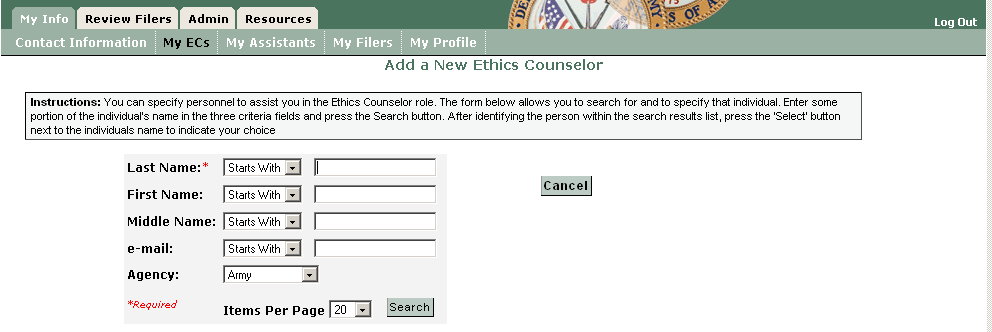 My Info Review Filers Admin Resources
Log Out
Contact Information My ECs My Assistants My Filers My Profile
Add a New Ethics Counselor
Instructions: You can specify personnel to assist you in the Ethics Counselor role. The form below allows you to search for and to specify that individual. Enter some
portion of the individual's name in the three criteria fields and press the Search button. After identifying the person within the search results list, press the 'Select' button
next to the individuals name to indicate your choice
Last Name:* Starts With
Cancel
First Name: Starts With
Middle Name: Starts With
e-mail: Starts With
Agency: Army
*Required Items Per Page 20 Search